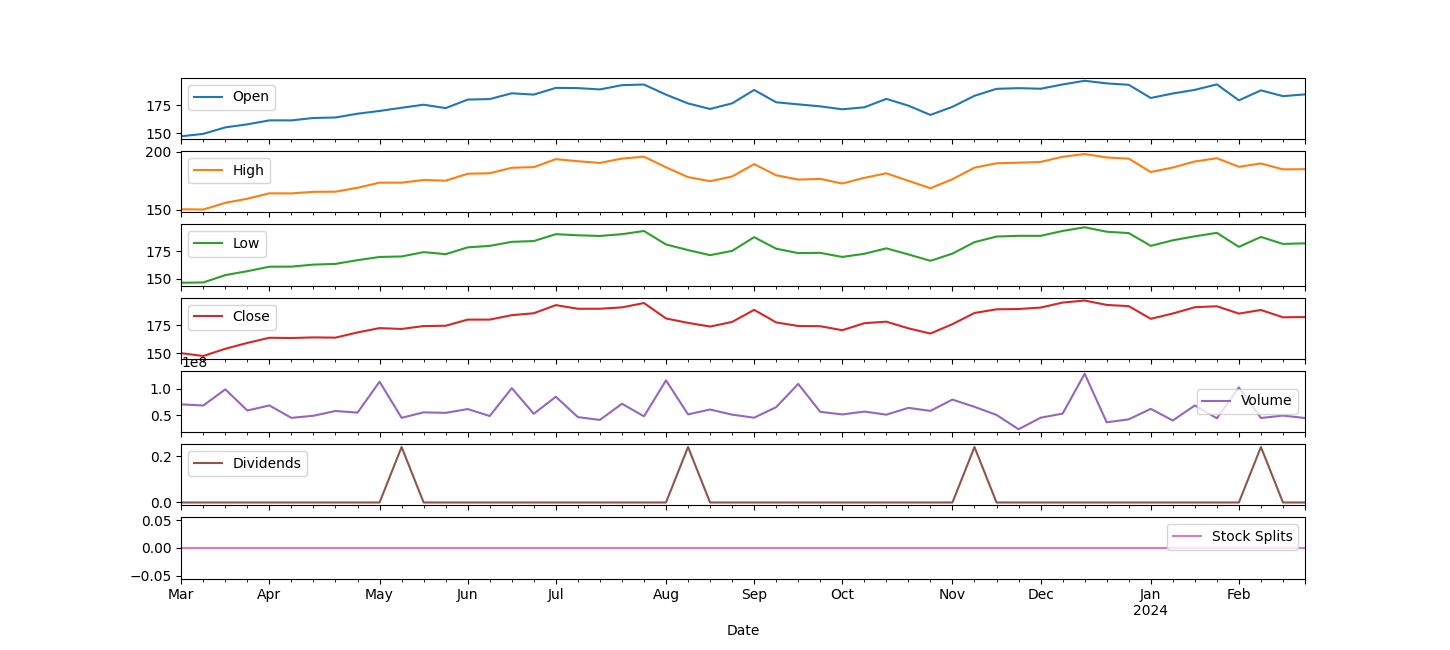 Open
175
150
200
High
150
Low
175
150
Close
175
150
1e8
1.0
0.5
Volume
0.2
Dividends
0.0
0.05
Stock Splits
0.00
−0.05
Mar Apr May Jun Jul Aug Sep Oct Nov Dec Jan Feb
2024
Date